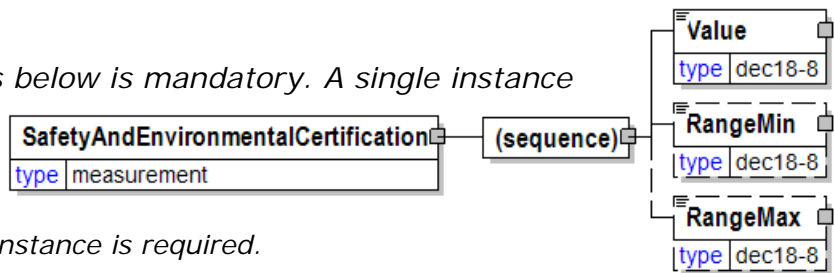 Value
type dec18-8
s below is mandatory. A single instance
RangeMin
type dec18-8
SafetyAndEnvironmentalCertification
type measurement
(sequence)
RangeMax
type dec18-8
nstance is required.